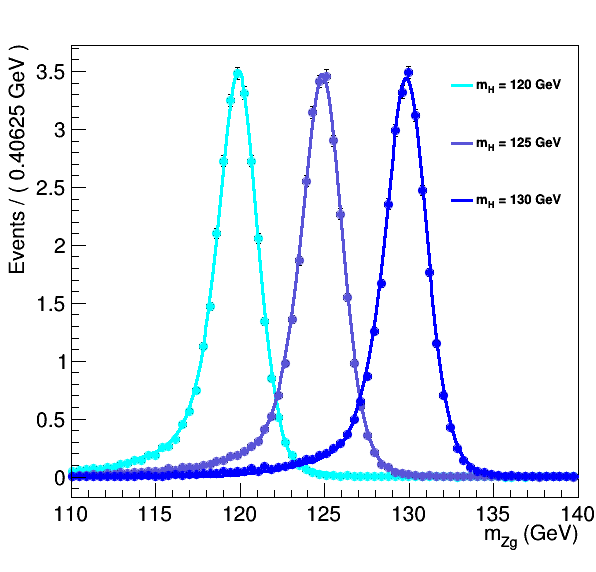 Events / ( 0.40625 GeV )
3.5
3
2.5
2
1.5
1
0.5
0
m_H = 120 GeV
m_H = 125 GeV
m_H = 130 GeV
110 115 120 125 130 135 140
m_Zg (GeV)